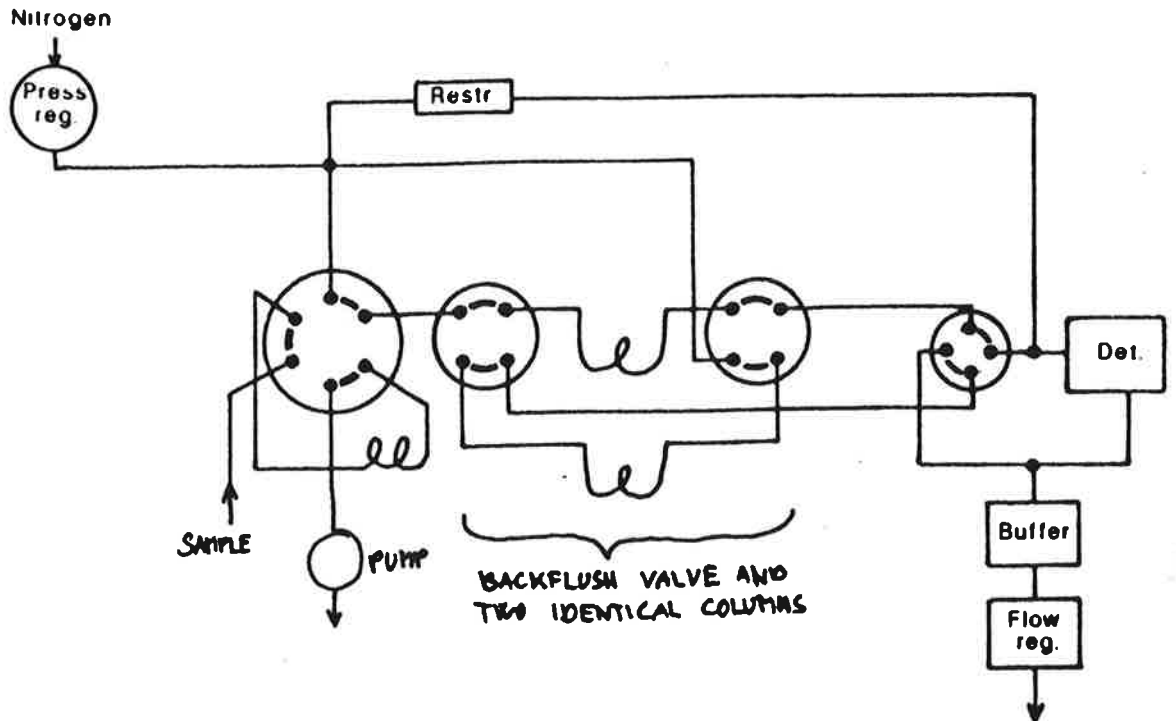 Nitrogen
Press
reg.
Restr
Det.
SAMPLE
PUMP
BACKFLUSH VALVE AND
TWO IDENTICAL COLUMNS
Buffer
Flow
reg.